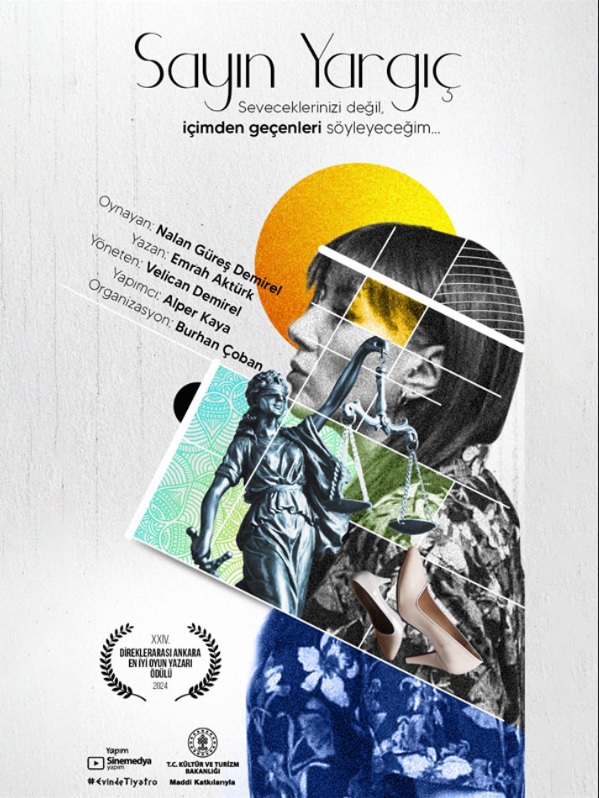 Sayın Yargıç
Seveceklerinizi değil,
içimden geçenleri söyleyeceğim...
Oynayan: Nalan Güreş Demirel
Yazan: Emrah Aktürk
Yöneten: Velican Demirel
Yapımcı: Alper Kaya
Organizasyon: Burhan Çoban
XXIV.
DİREKLERARASI ANKARA
EN İYİ OYUN YAZARI
ÖDÜLÜ
2024
Yapım
Sinemedya
yapım
#EvindeTiyatro
T.C. KÜLTÜR VE TURİZM
BAKANLIĞI
Maddi Katkılarıyla